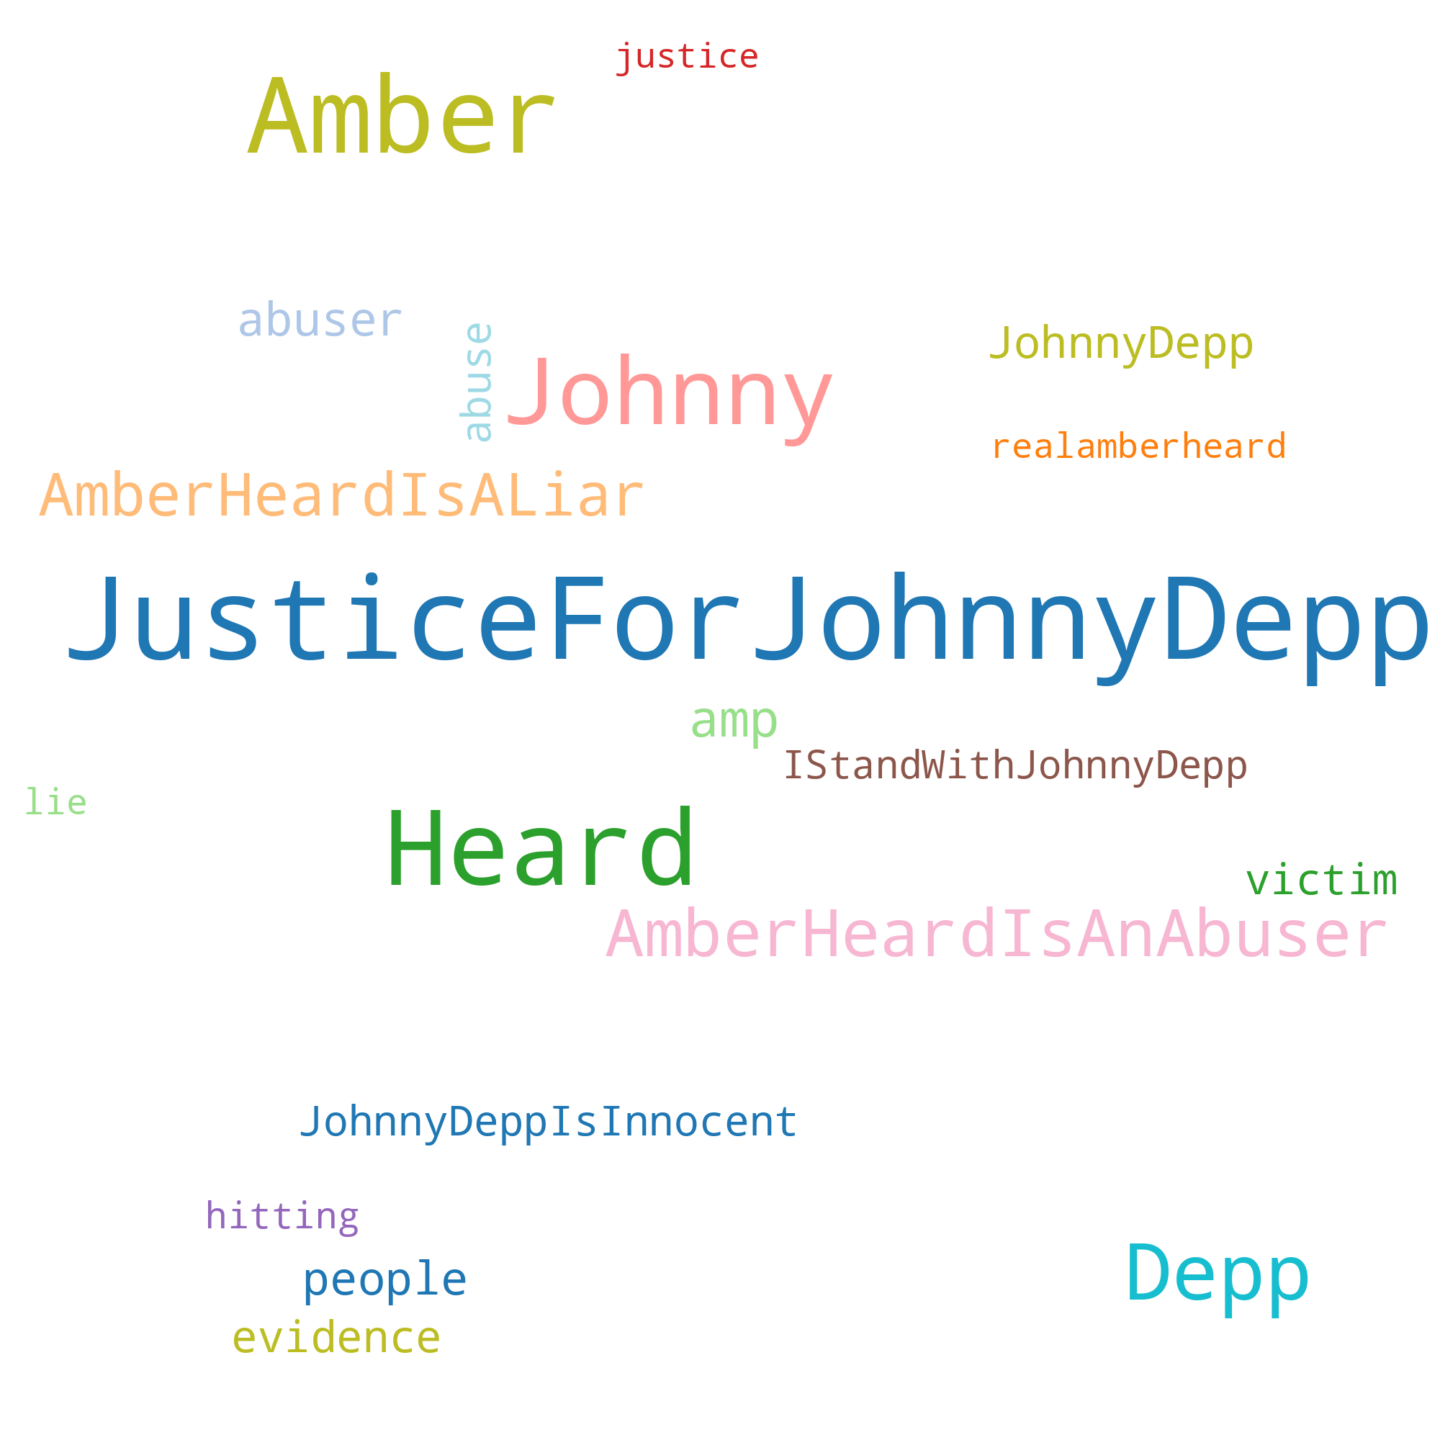 justice
Amber
abuser
abuse
Johnny
JohnnyDepp
realamberheard
AmberHeardIsALiar
JusticeForJohnnyDepp
amp
IStandWithJohnnyDepp
lie
Heard
victim
AmberHeardIsAnAbuser
JohnnyDeppIsInnocent
hitting
people
Depp
evidence